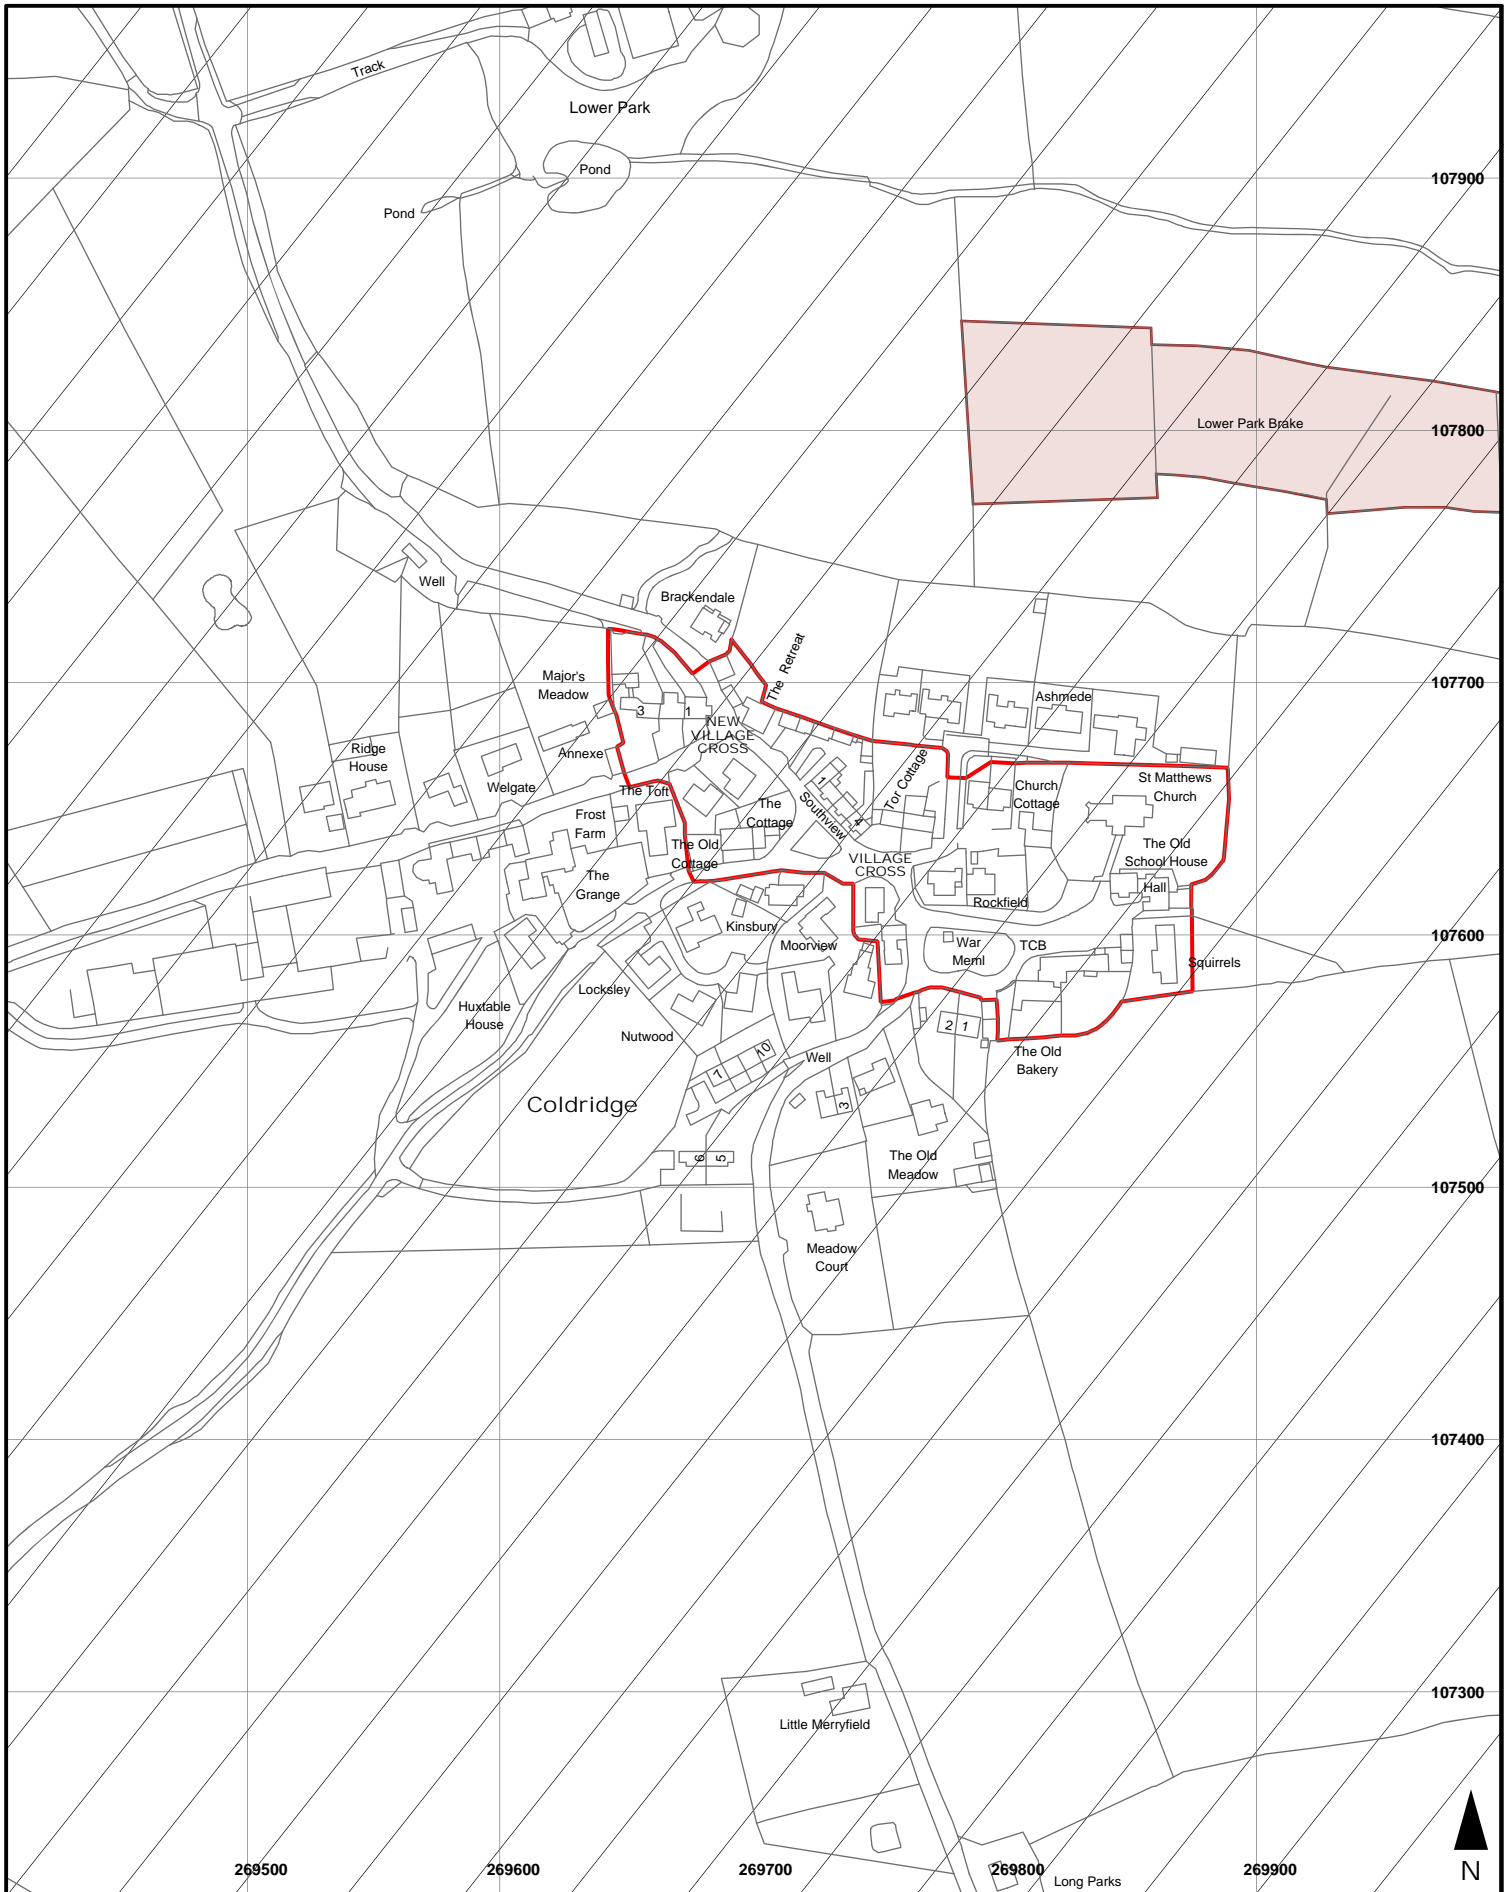 Track
Lower Park
Pond
107900
Pond
Lower Park Brake
107800
Well
Brackendale
The Retreat
Major's
Meadow
107700
Ashmede
3
1
NEW
VILLAGE
CROSS
Ridge
House
Annexe
Tor Cottage
St Matthews
Church
Welgate
The Toft
1
Southview
4
Church
Cottage
The
Cottage
Frost
Farm
The Old
Cottage
VILLAGE
CROSS
The Old
School House
The
Grange
Hall
Rockfield
Kinsbury
107600
Moorview
War
Meml
TCB
Squirrels
Locksley
Huxtable
House
Nutwood
2
1
10
7
Well
The Old
Bakery
Coldridge
3
6
5
The Old
Meadow
107500
Meadow
Court
107400
107300
Little Merryfield
269500
269600
269700
269800
269900
Long Parks
N